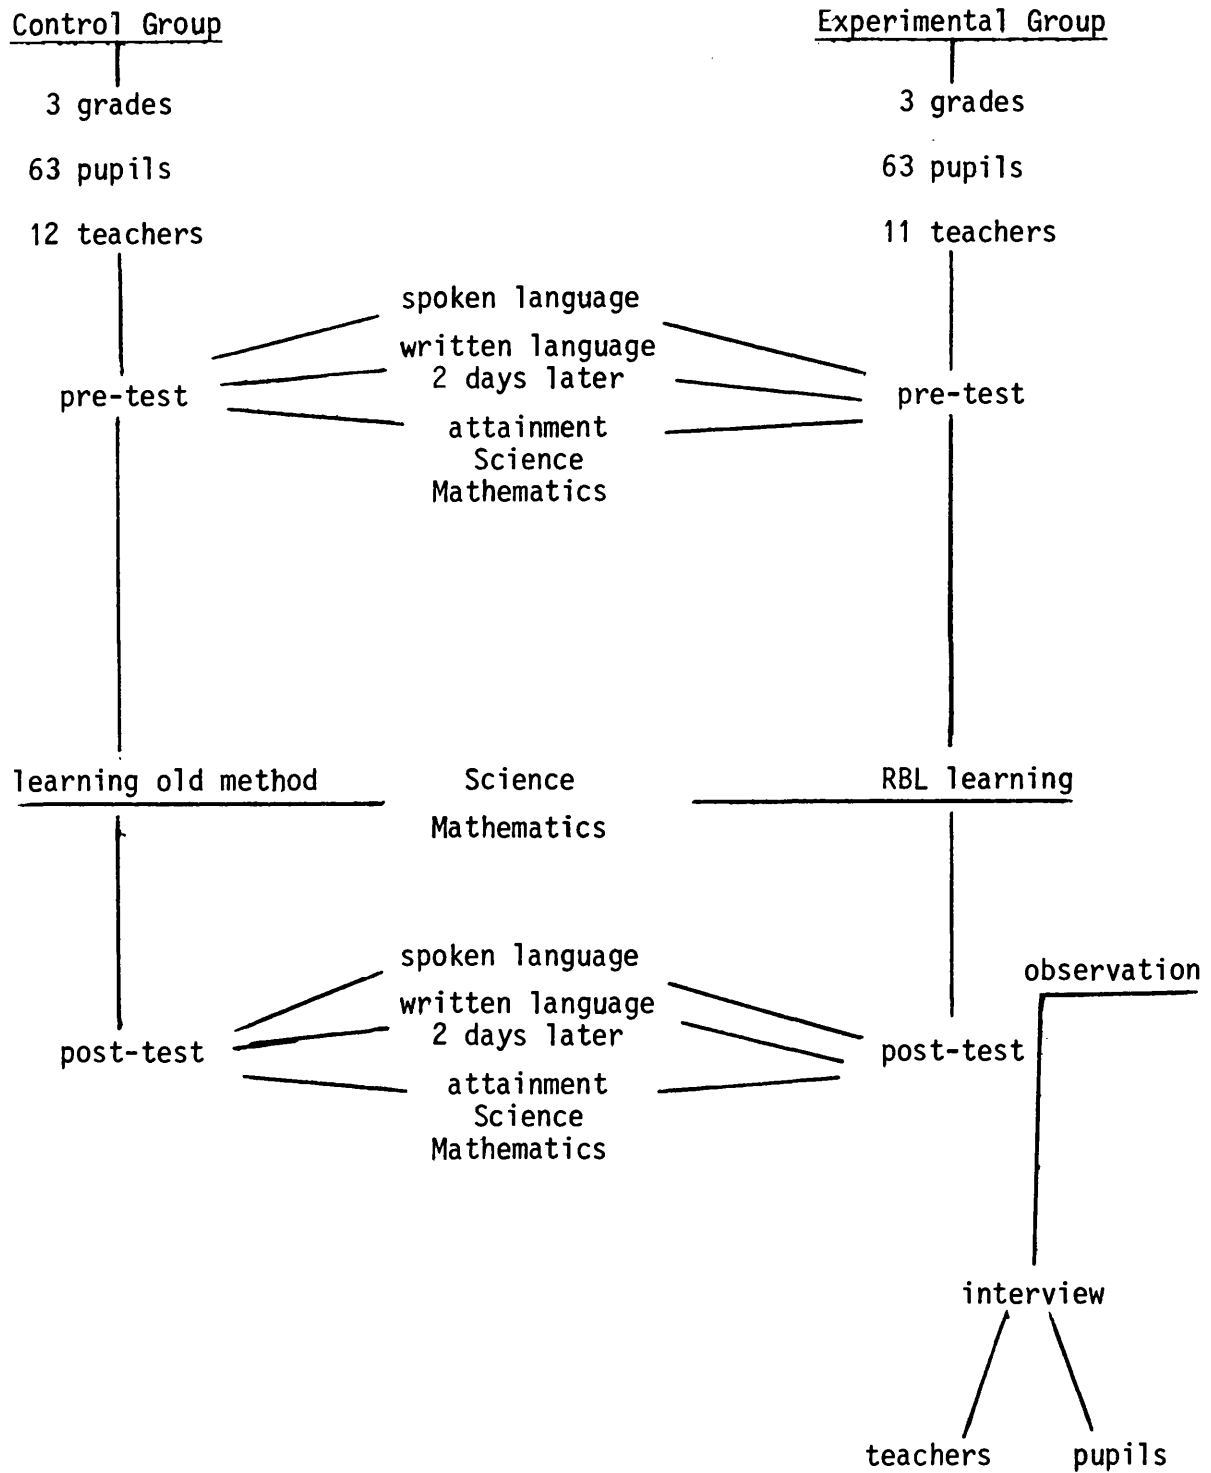 Control Group
Experimental Group
3 grades
3 grades
63 pupils
63 pupils
12 teachers
11 teachers
spoken language
written language
2 days later
pre-test
pre-test
attainment
Science
Mathematics
learning old method
Science
RBL learning
Mathematics
spoken language
observation
written language
2 days later
post-test
post-test
attainment
Science
Mathematics
interview
teachers
pupils